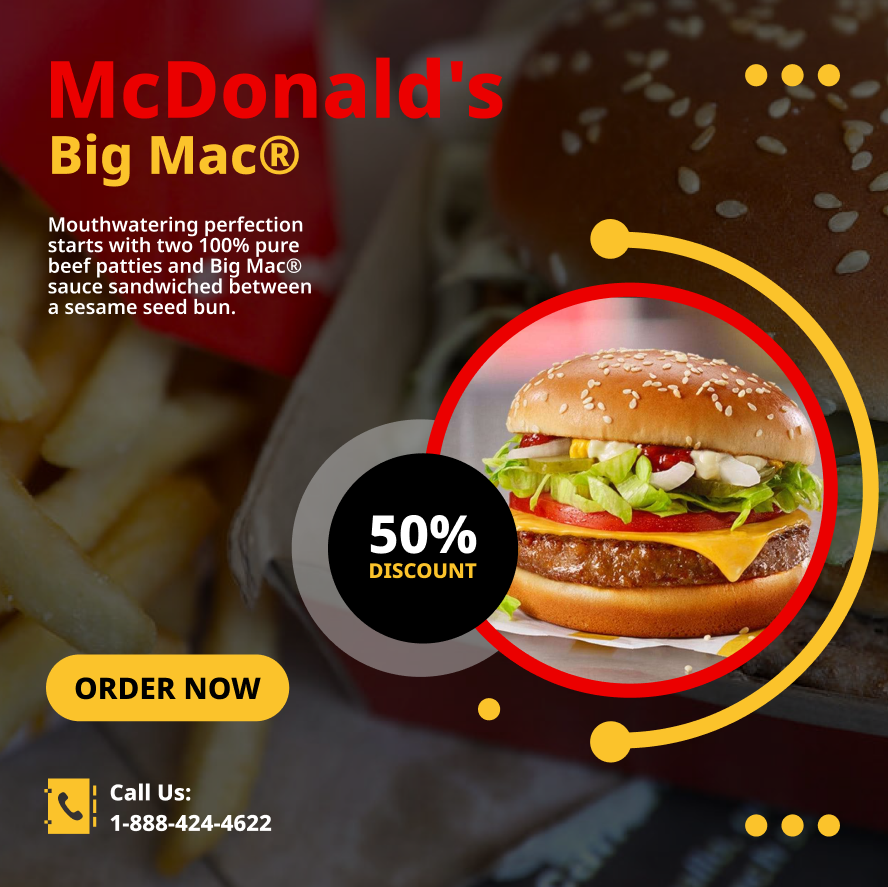 McDonald's
Big Mac®
Mouthwatering perfection
starts with two 100% pure
beef patties and Big Mac®
sauce sandwiched between
a sesame seed bun.
50%
DISCOUNT
ORDER NOW
Call Us:
1-888-424-4622